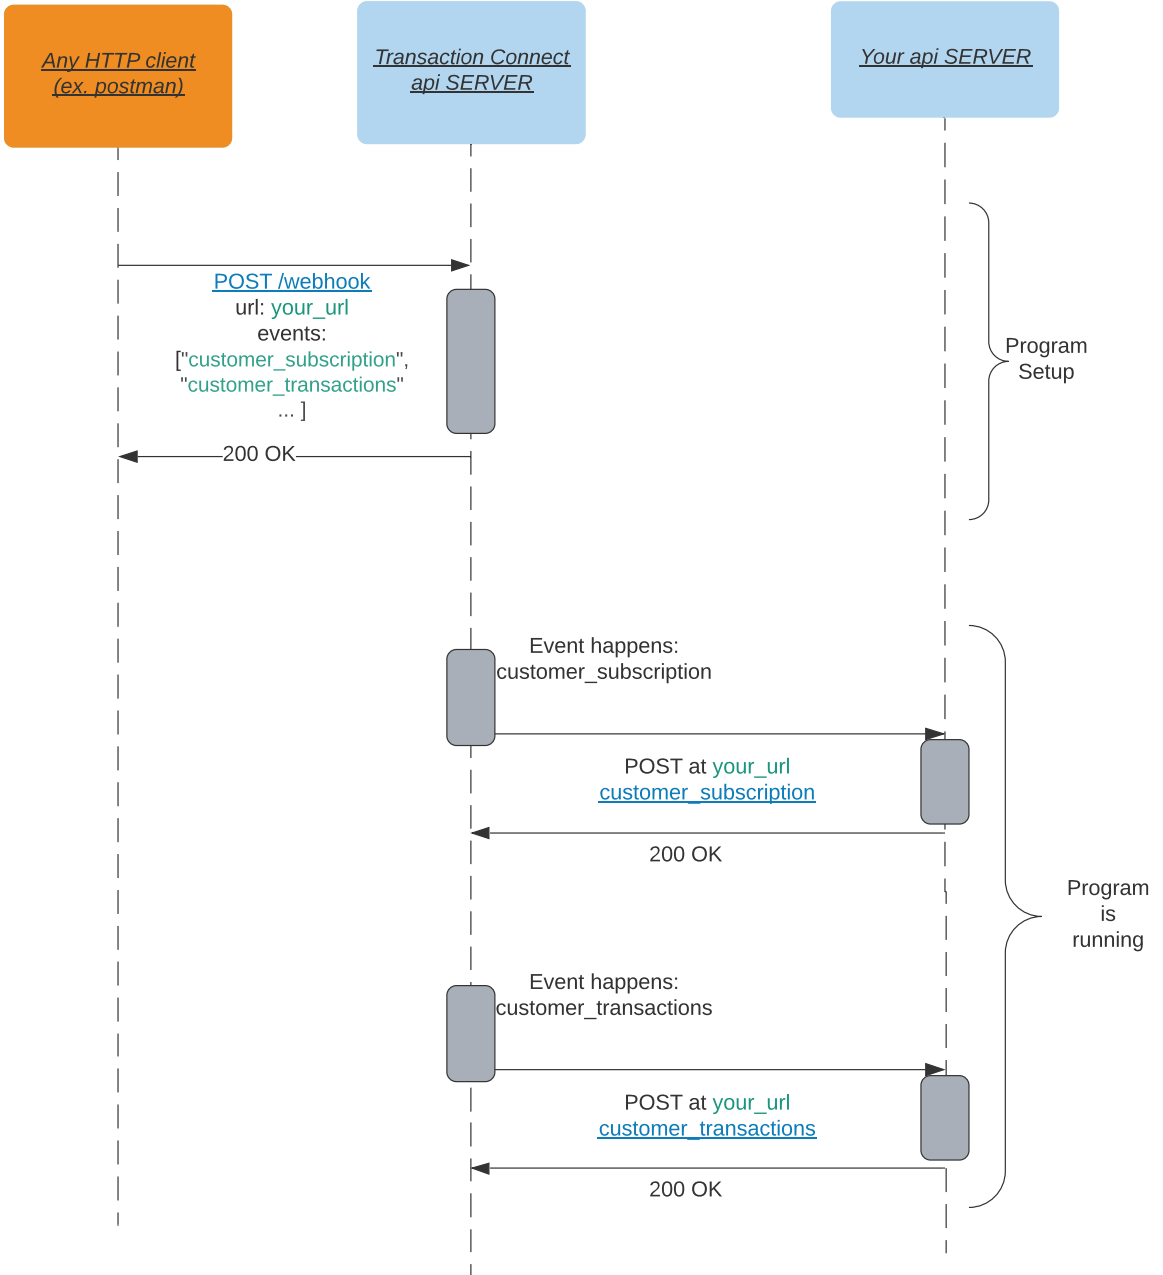 Any HTTP client
(ex. postman)
Transaction Connect
api SERVER
Your api SERVER
POST /webhook
url: your_url
events:
["customer_subscription",
"customer_transactions"
... ]
200 OK
Program
Setup
Event happens:
customer_subscription
POST at your_url
customer_subscription
200 OK
Program
is
running
Event happens:
customer_transactions
POST at your_url
customer_transactions
200 OK